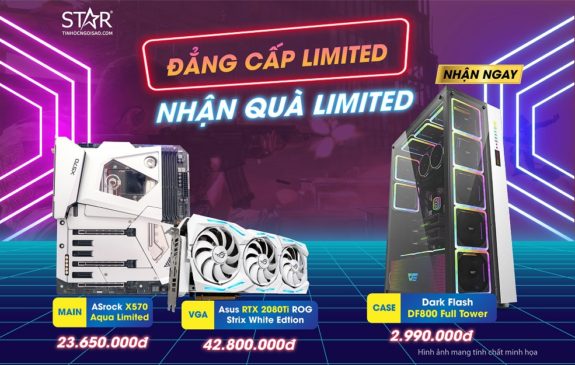 STAR
TINHOCNGOISAO.COM
ĐẲNG CẤP LIMITED
NHẬN QUÀ LIMITED
NHẬN NGAY
X570
MAIN
ASrock X570
Aqua Limited
23.650.000đ
VGA
Asus RTX 2080Ti ROG
Strix White Edtion
42.800.000đ
CASE
Dark Flash
DF800 Full Tower
2.990.000đ
Hình ảnh mang tính chất minh họa